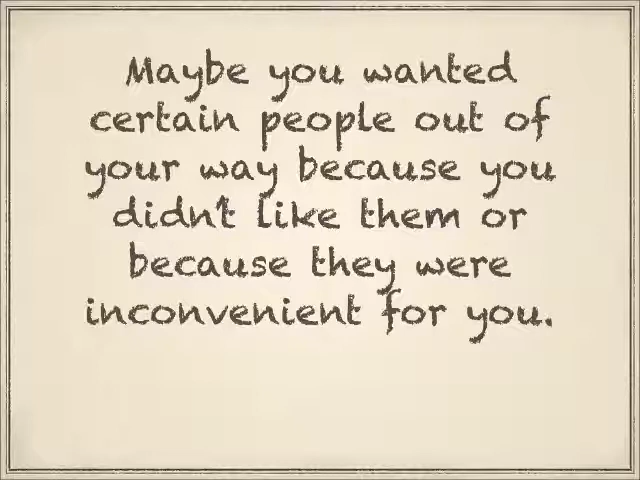 Maybe you wanted
certain people out of
your way because you
didn't like them or
because they were
inconvenient for you.